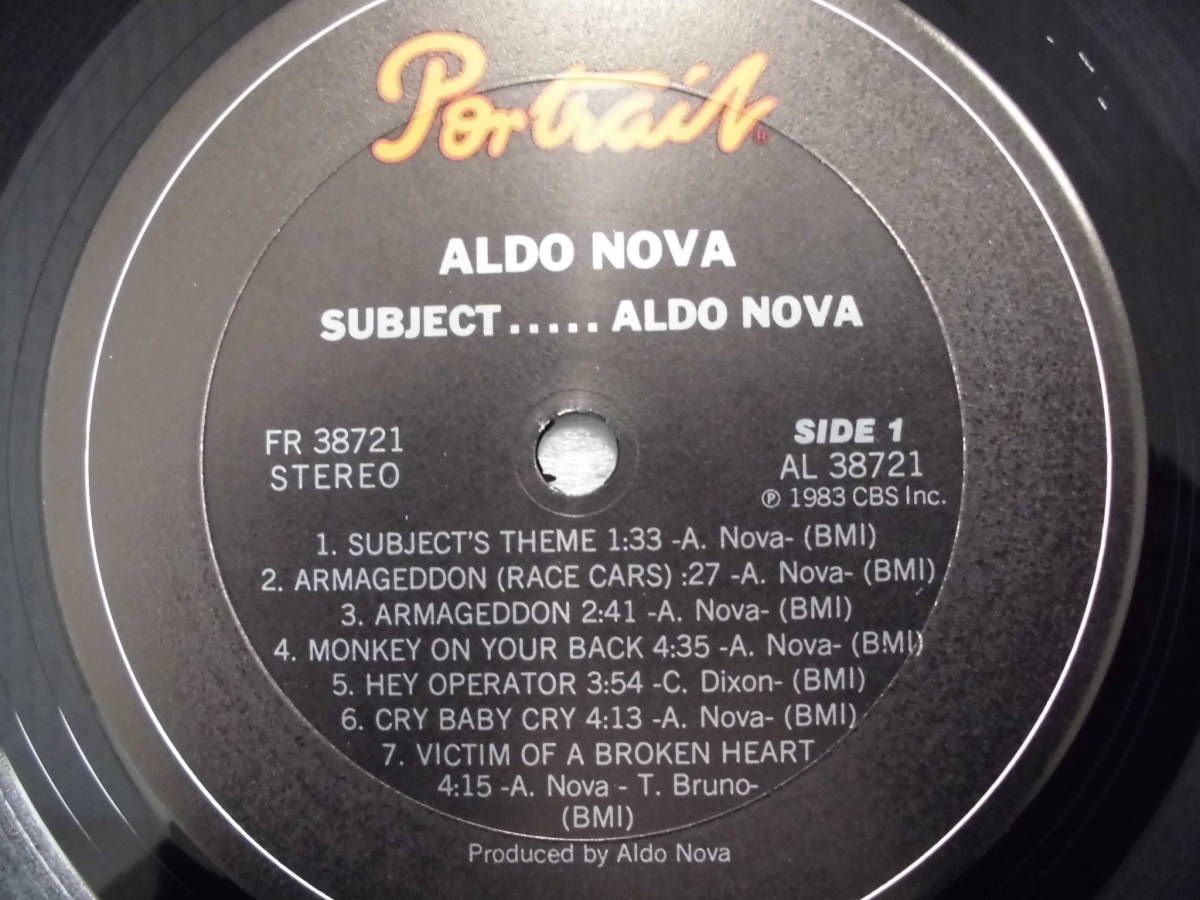 Portrait®
ALDO NOVA
SUBJECT ..... ALDO NOVA
FR 38721
STEREO
SIDE 1
AL 38721
℗ 1983 CBS Inc.
1. SUBJECT'S THEME 1:33 -A. Nova- (BMI)
2. ARMAGEDDON (RACE CARS) :27 -A. Nova- (BMI)
3. ARMAGEDDON 2:41 -A. Nova- (BMI)
4. MONKEY ON YOUR BACK 4:35 -A. Nova- (BMI)
5. HEY OPERATOR 3:54 -C. Dixon- (BMI)
6. CRY BABY CRY 4:13 -A. Nova- (BMI)
7. VICTIM OF A BROKEN HEART
4:15 -A. Nova - T. Bruno-
(BMI)
Produced by Aldo Nova